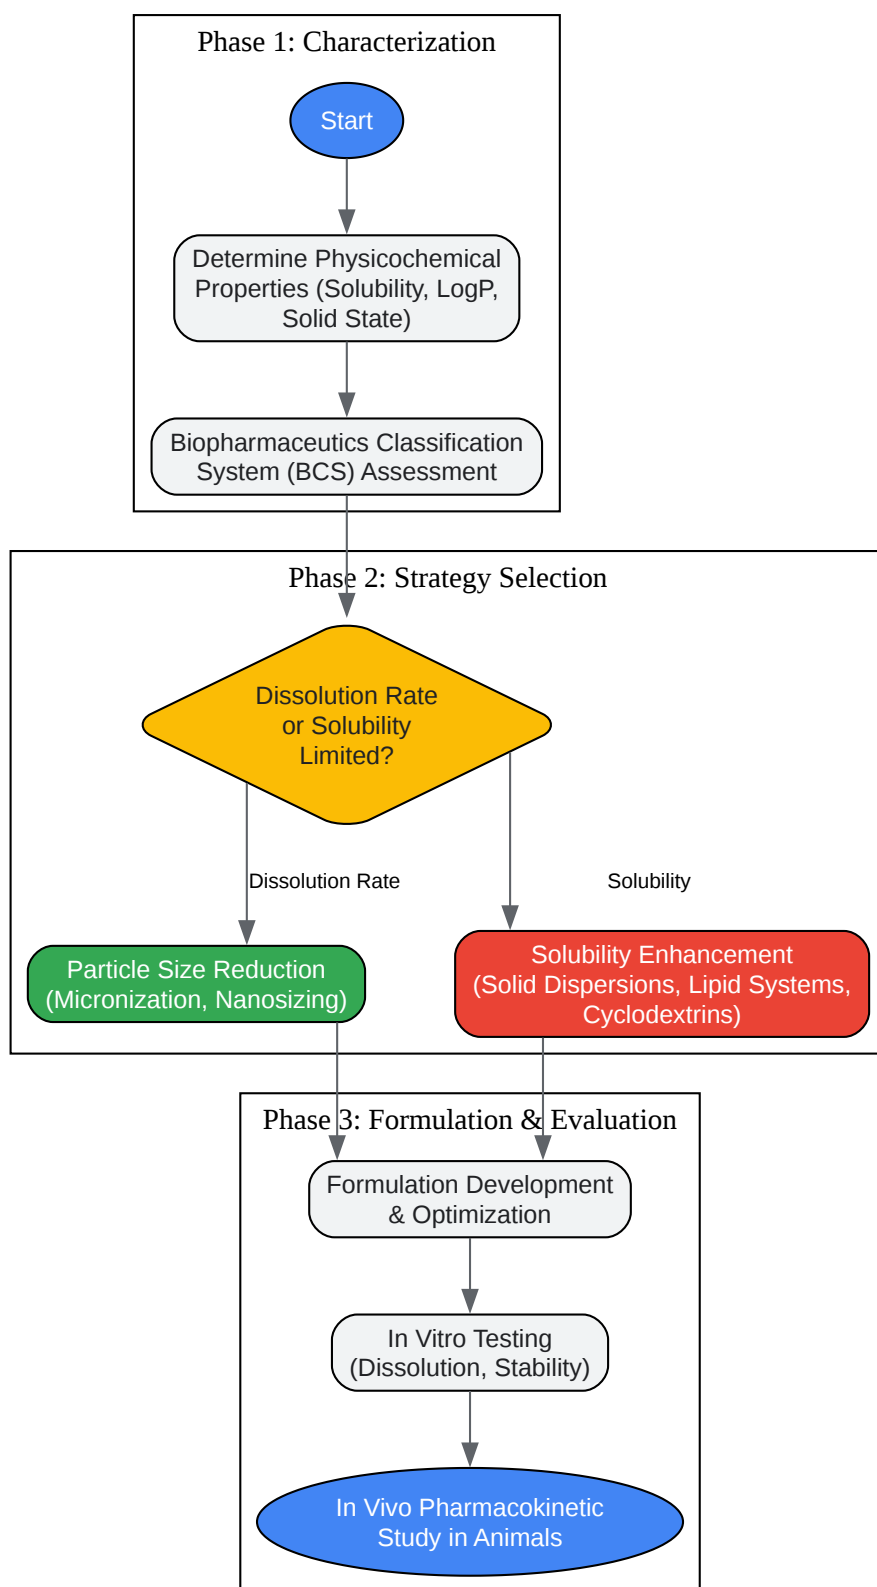 Phase 1: Characterization
Start
Determine Physicochemical
Properties (Solubility, LogP,
Solid State)
Biopharmaceutics Classification
System (BCS) Assessment
Phase 2: Strategy Selection
Dissolution Rate
or Solubility
Limited?
Dissolution Rate
Solubility
Particle Size Reduction
(Micronization, Nanosizing)
Solubility Enhancement
(Solid Dispersions, Lipid Systems,
Cyclodextrins)
Phase 3: Formulation & Evaluation
Formulation Development
& Optimization
In Vitro Testing
(Dissolution, Stability)
In Vivo Pharmacokinetic
Study in Animals